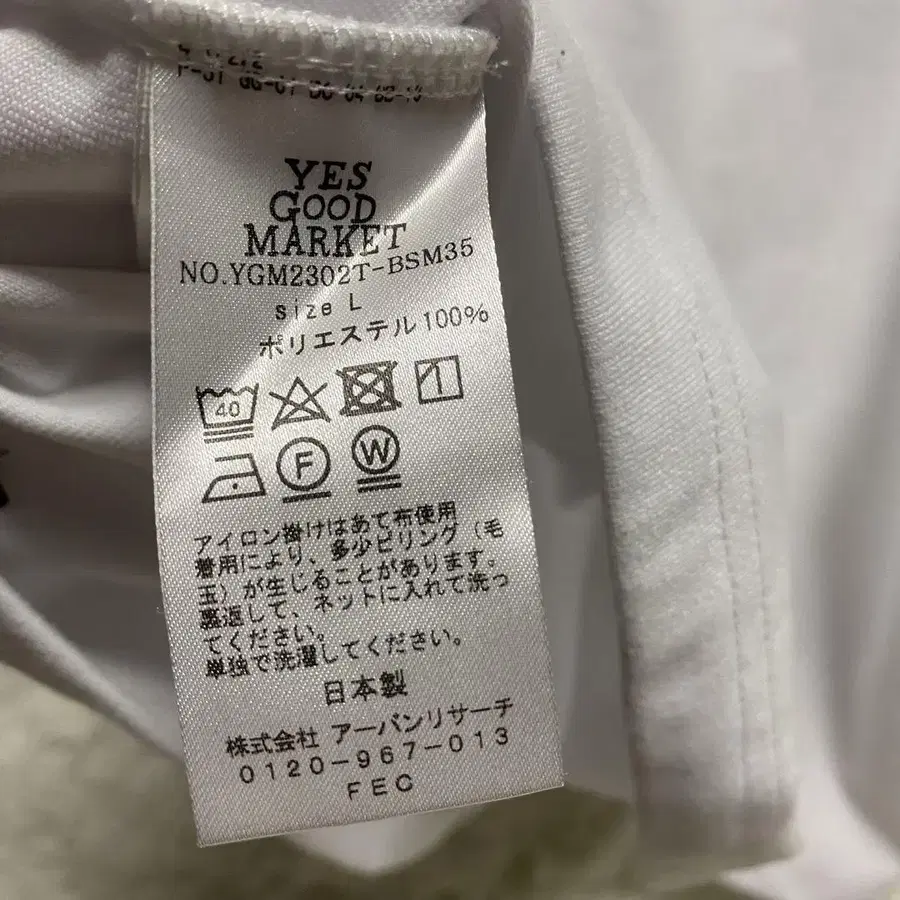 YES
GOOD
MARKET
NO.YGM2302T-BSM35
size L
ポリエステル100%
40
F W
アイロン掛けはあて布使用
着用により、多少ピリング（毛
玉）が生じることがあります。
裏返して、ネットに入れて洗っ
てください。
単独で洗濯してください。
日本製
株式会社 アーバンリサーチ
0120-967-013
FEC